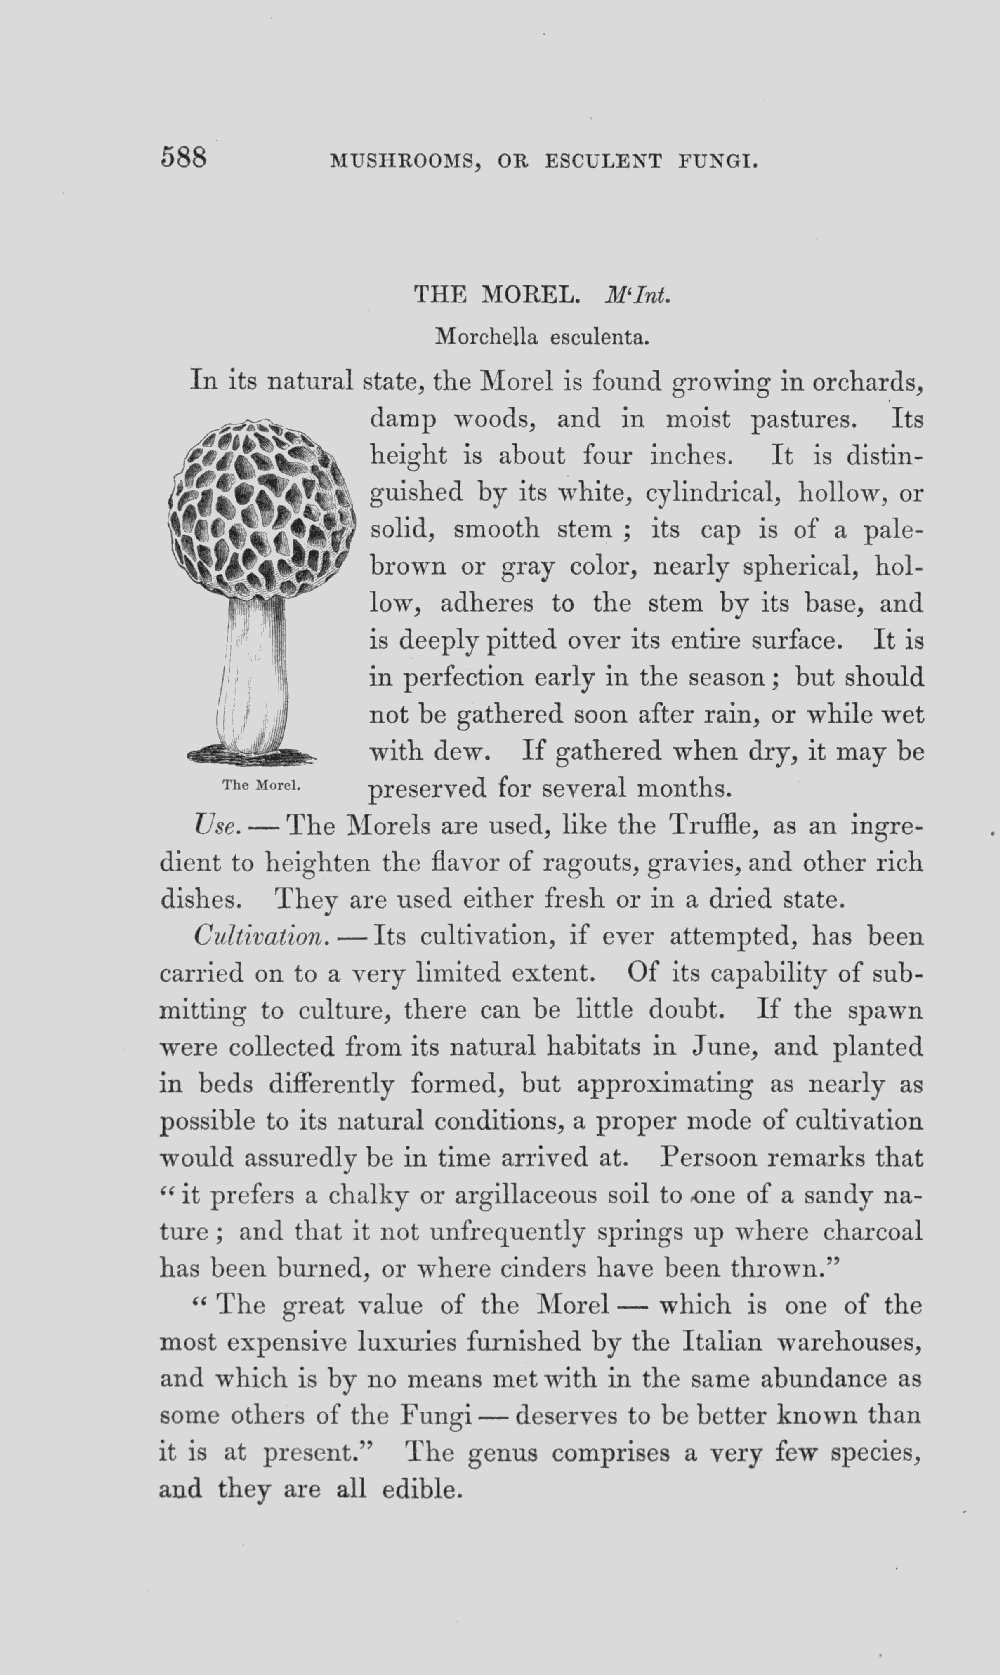 588 MUSHROOMS, OR ESCULENT FUNGI.
THE MOREL. M‘Int.
Morchella esculenta.
In its natural state, the Morel is found growing in orchards,
damp woods, and in moist pastures. Its
height is about four inches. It is distin-
guished by its white, cylindrical, hollow, or
solid, smooth stem ; its cap is of a pale-
brown or gray color, nearly spherical, hol-
low, adheres to the stem by its base, and
is deeply pitted over its entire surface. It is
in perfection early in the season ; but should
not be gathered soon after rain, or while wet
with dew. If gathered when dry, it may be
preserved for several months.
The Morel.
Use. — The Morels are used, like the Truffle, as an ingre-
dient to heighten the flavor of ragouts, gravies, and other rich
dishes. They are used either fresh or in a dried state.
Cultivation. — Its cultivation, if ever attempted, has been
carried on to a very limited extent. Of its capability of sub-
mitting to culture, there can be little doubt. If the spawn
were collected from its natural habitats in June, and planted
in beds differently formed, but approximating as nearly as
possible to its natural conditions, a proper mode of cultivation
would assuredly be in time arrived at. Persoon remarks that
“ it prefers a chalky or argillaceous soil to one of a sandy na-
ture ; and that it not unfrequently springs up where charcoal
has been burned, or where cinders have been thrown.”
“ The great value of the Morel — which is one of the
most expensive luxuries furnished by the Italian warehouses,
and which is by no means met with in the same abundance as
some others of the Fungi — deserves to be better known than
it is at present.” The genus comprises a very few species,
and they are all edible.